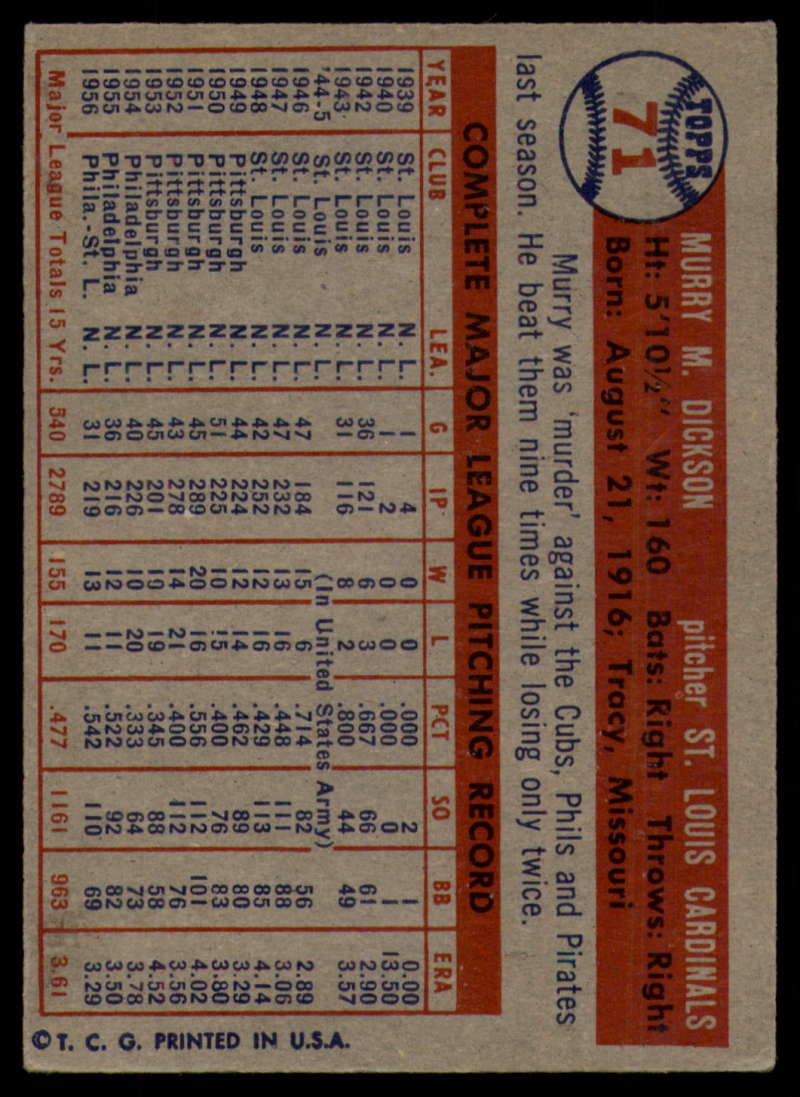 TOPPS
71
MURRY M. DICKSON pitcher ST. LOUIS CARDINALS
Ht: 5'10½" Wt: 160 Bats: Right Throws: Right
Born: August 21, 1916; Tracy, Missouri
Murry was 'murder' against the Cubs, Phils and Pirates
last season. He beat them nine times while losing only twice.
COMPLETE MAJOR LEAGUE PITCHING RECORD
YEAR CLUB LEA. G IP W L PCT SO BB ERA
1939 St. Louis N. L. 1 4 0 0 .000 2 1 0.00
1940 St. Louis N. L. 1 2 0 0 .000 0 1 13.50
1942 St. Louis N. L. 36 121 6 3 .667 66 61 2.90
1943 St. Louis N. L. 31 116 8 2 .800 44 49 3.57
'44-5 St. Louis N. L. (In United States Army)
1946 St. Louis N. L. 47 184 15 6 .714 82 56 2.89
1947 St. Louis N. L. 47 232 13 16 .448 111 88 3.06
1948 St. Louis N. L. 42 252 12 16 .429 113 85 4.14
1949 Pittsburgh N. L. 44 224 12 14 .462 89 80 3.29
1950 Pittsburgh N. L. 51 225 10 15 .400 76 83 3.80
1951 Pittsburgh N. L. 45 289 20 16 .556 112 101 4.02
1952 Pittsburgh N. L. 43 278 14 21 .400 112 76 3.56
1953 Pittsburgh N. L. 45 201 10 19 .345 88 58 4.52
1954 Philadelphia N. L. 40 226 10 20 .333 64 73 3.78
1955 Philadelphia N. L. 36 216 12 11 .522 92 82 3.50
1956 Phila.-St. L. N. L. 31 219 13 11 .542 110 69 3.29
Major League Totals 15 Yrs. 540 2789 155 170 .477 1161 963 3.61
© T. C. G. PRINTED IN U.S.A.